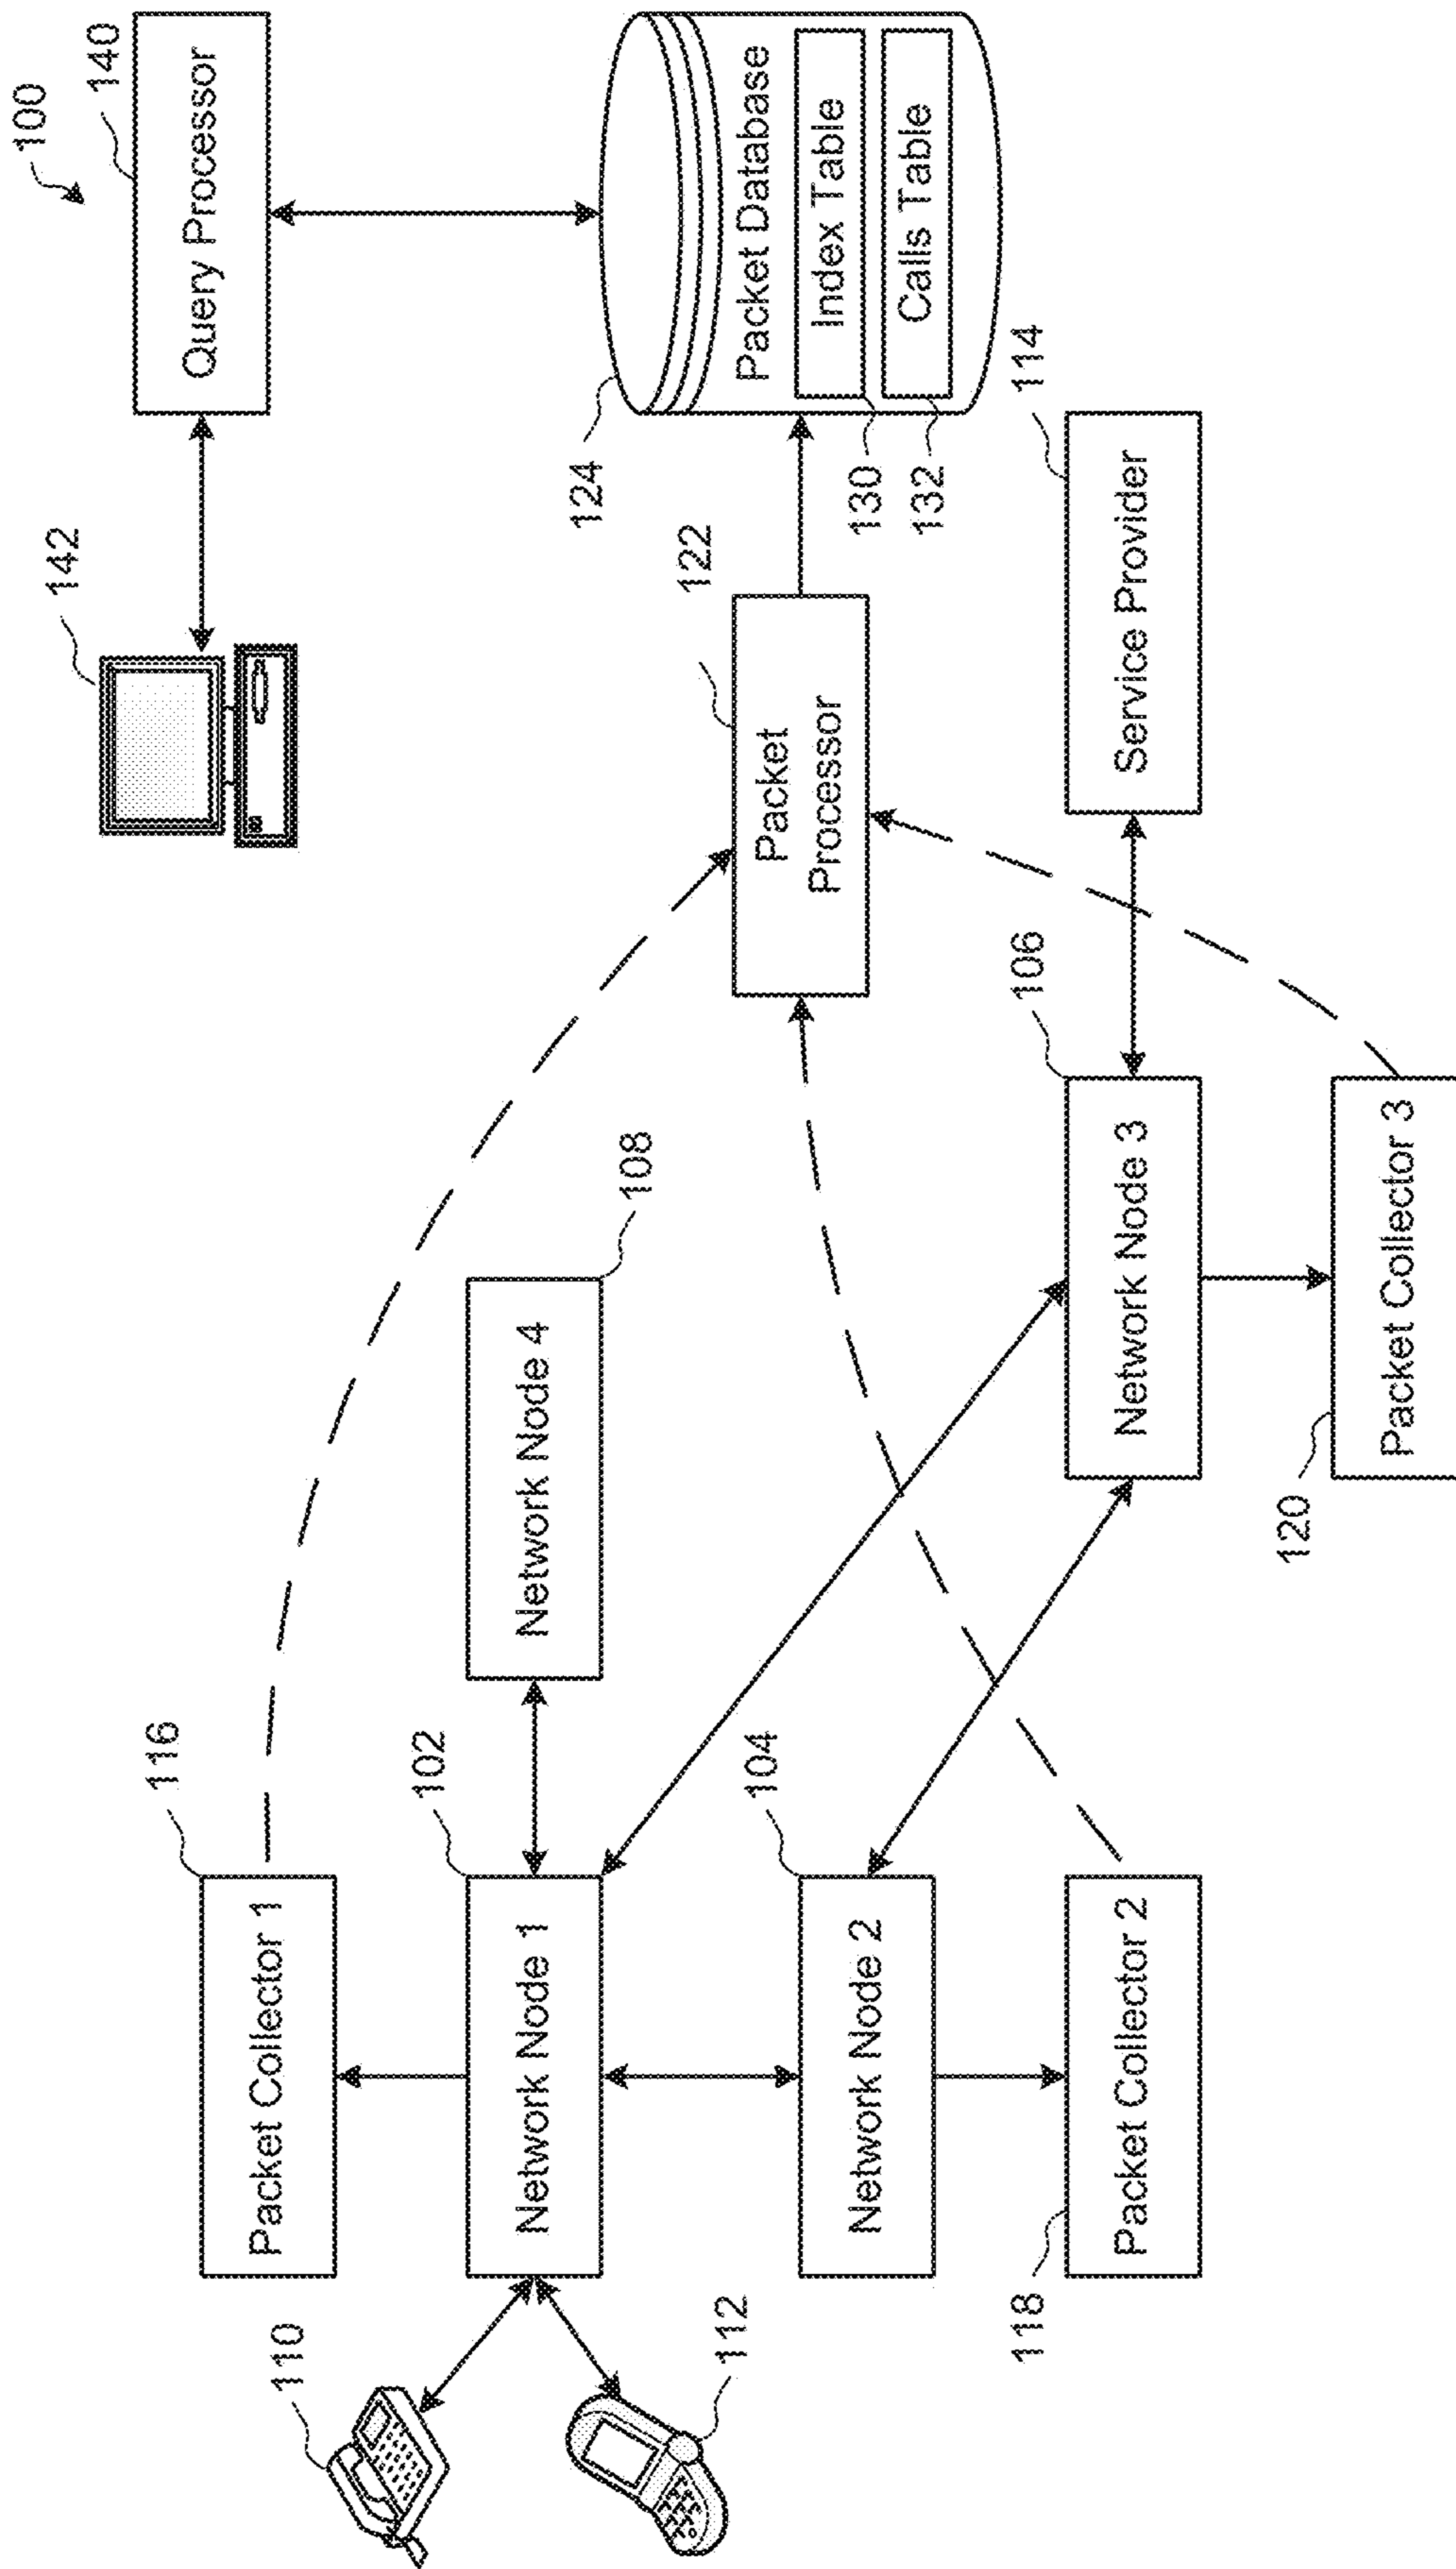 100
140
Query Processor
142
124
Packet Database
Index Table
Calls Table
130
132
122
Packet
Processor
114
Service Provider
116
Packet Collector 1
102
Network Node 1
108
Network Node 4
110
112
104
Network Node 2
106
Network Node 3
118
Packet Collector 2
120
Packet Collector 3